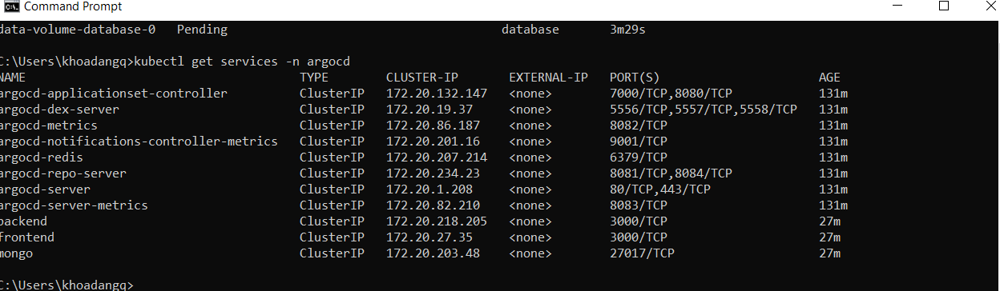 Command Prompt
data-volume-database-0 Pending database 3m29s
C:\Users\khoadangq>kubectl get services -n argocd
NAME TYPE CLUSTER-IP EXTERNAL-IP PORT(S) AGE
argocd-applicationset-controller ClusterIP 172.20.132.147 <none> 7000/TCP,8080/TCP 131m
argocd-dex-server ClusterIP 172.20.19.37 <none> 5556/TCP,5557/TCP,5558/TCP 131m
argocd-metrics ClusterIP 172.20.86.187 <none> 8082/TCP 131m
argocd-notifications-controller-metrics ClusterIP 172.20.201.16 <none> 9001/TCP 131m
argocd-redis ClusterIP 172.20.207.214 <none> 6379/TCP 131m
argocd-repo-server ClusterIP 172.20.234.23 <none> 8081/TCP,8084/TCP 131m
argocd-server ClusterIP 172.20.1.208 <none> 80/TCP,443/TCP 131m
argocd-server-metrics ClusterIP 172.20.82.210 <none> 8083/TCP 131m
backend ClusterIP 172.20.218.205 <none> 3000/TCP 27m
frontend ClusterIP 172.20.27.35 <none> 3000/TCP 27m
mongo ClusterIP 172.20.203.48 <none> 27017/TCP 27m
C:\Users\khoadangq>